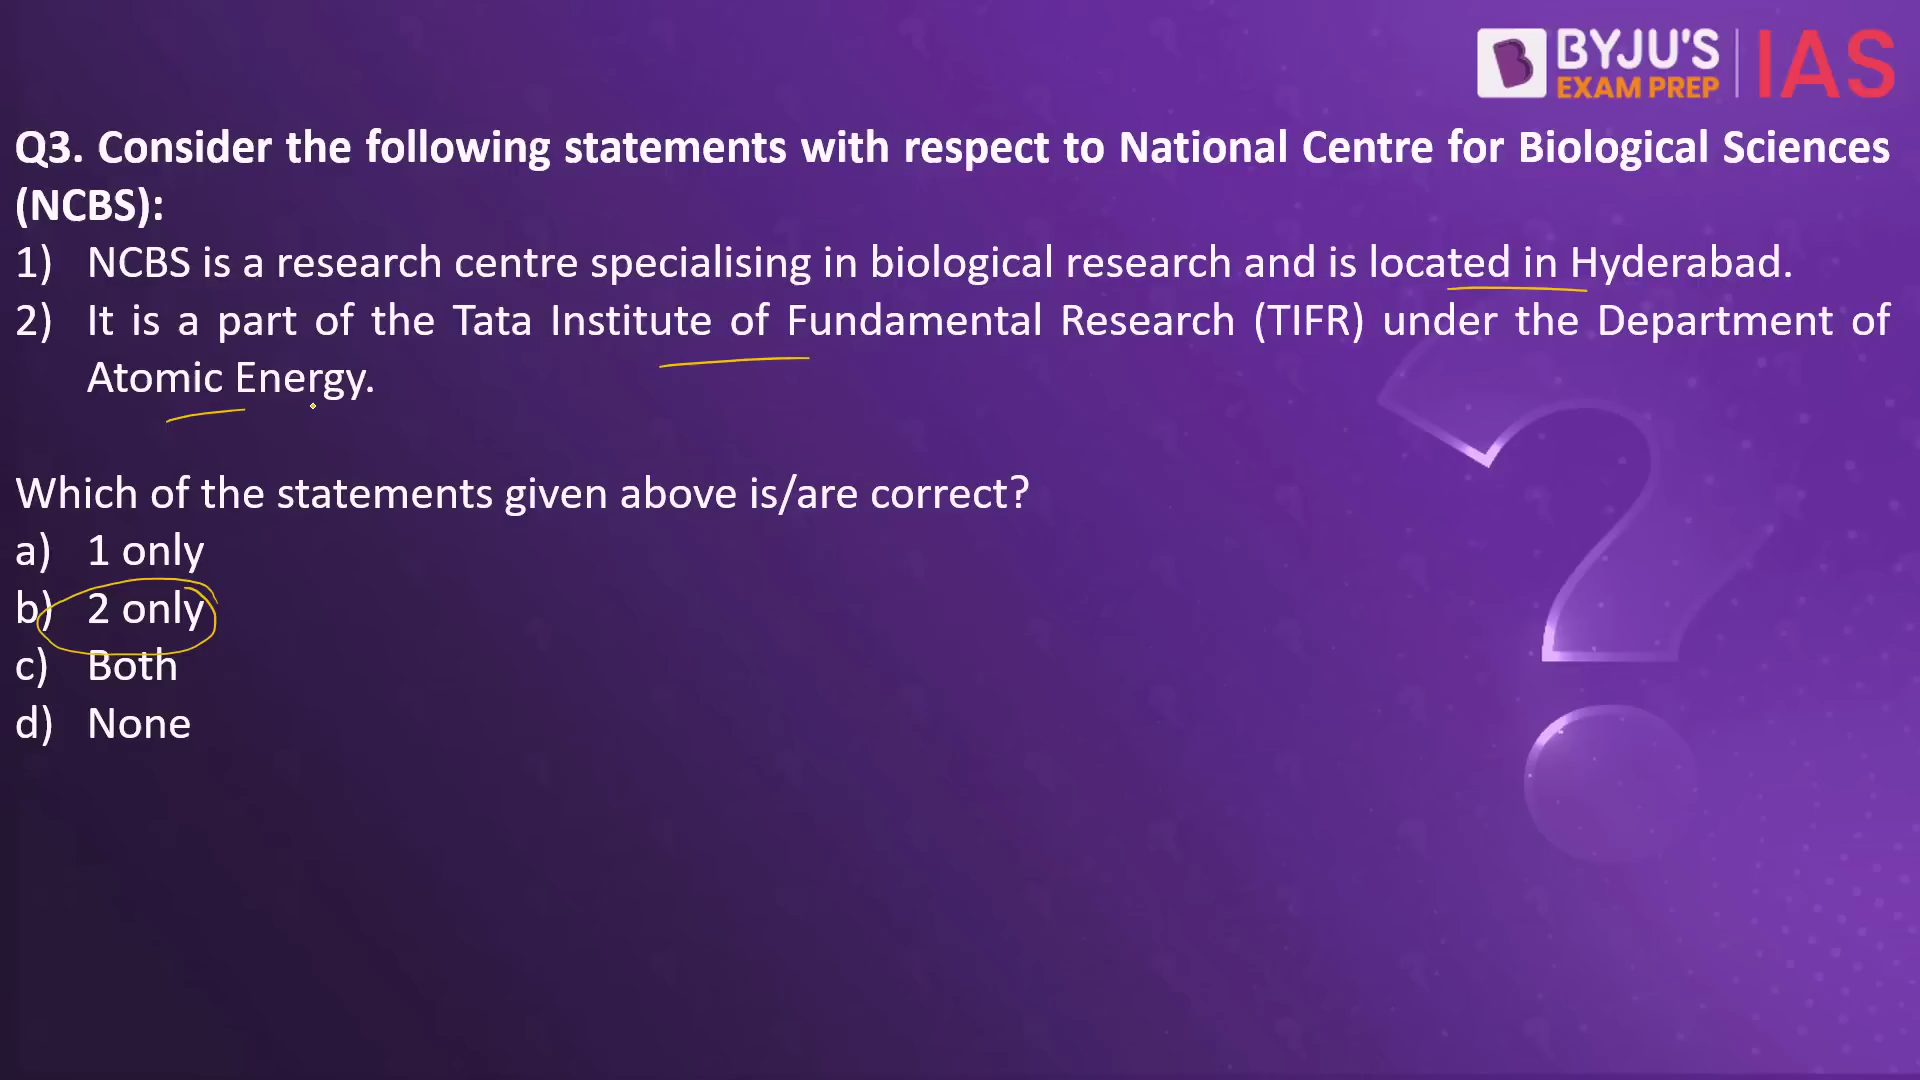 BYJU'S
EXAM PREP
IAS
Q3. Consider the following statements with respect to National Centre for Biological Sciences
(NCBS):
1) NCBS is a research centre specialising in biological research and is located in Hyderabad.
2) It is a part of the Tata Institute of Fundamental Research (TIFR) under the Department of
Atomic Energy.
Which of the statements given above is/are correct?
a) 1 only
b) 2 only
c) Both
d) None